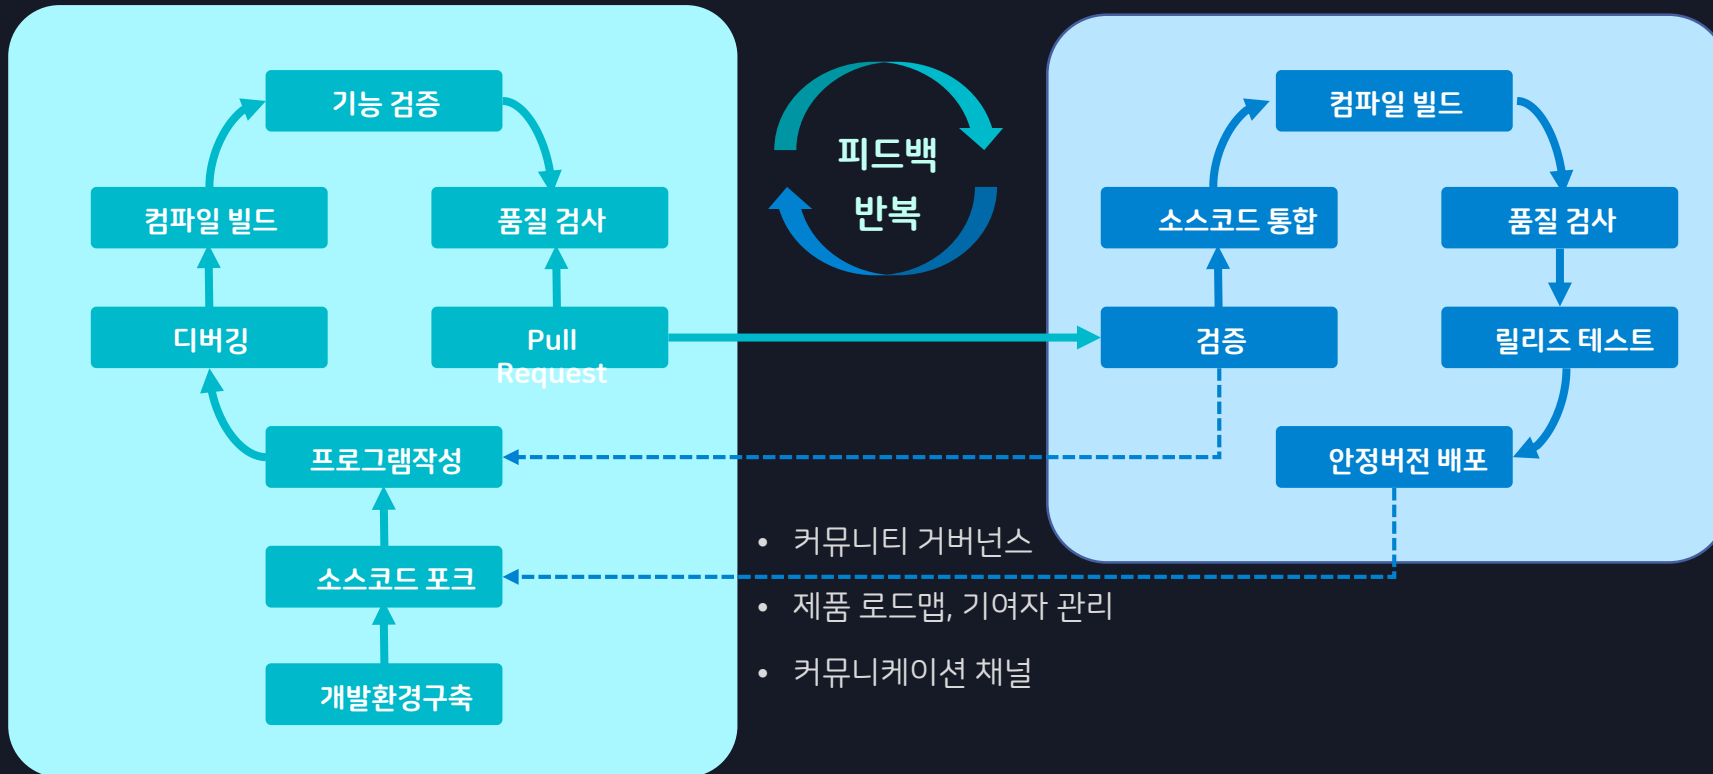 기능 검증
컴파일 빌드
품질 검사
디버깅
Pull
Request
프로그램작성
소스코드 포크
개발환경구축
피드백
반복
• 커뮤니티 거버넌스
• 제품 로드맵, 기여자 관리
• 커뮤니케이션 채널
컴파일 빌드
소스코드 통합
품질 검사
검증
릴리즈 테스트
안정버전 배포